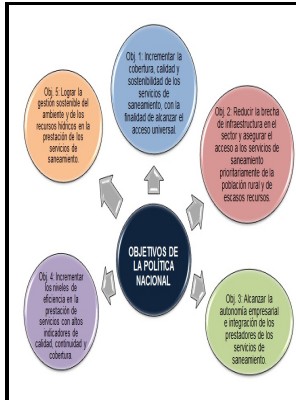 Obj. 1: Incrementar la
cobertura, calidad y
sostenibilidad de los
servicios de
saneamiento, con la
finalidad de alcanzar el
acceso universal.
Obj. 2: Reducir la brecha
de infraestructura en el
sector y asegurar el
acceso a los servicios de
saneamiento
prioritariamente de la
población rural y de
escasos recursos.
Obj. 3: Alcanzar la
autonomía empresarial
e integración de los
prestadores de los
servicios de
saneamiento.
Obj. 4: Incrementar
los niveles de
eficiencia en la
prestación de
servicios con altos
indicadores de
calidad, continuidad y
cobertura.
Obj. 5: Lograr la
gestión sostenible del
ambiente y de los
recursos hídricos en la
prestación de los
servicios de
saneamiento.
OBJETIVOS DE
LA POLÍTICA
NACIONAL